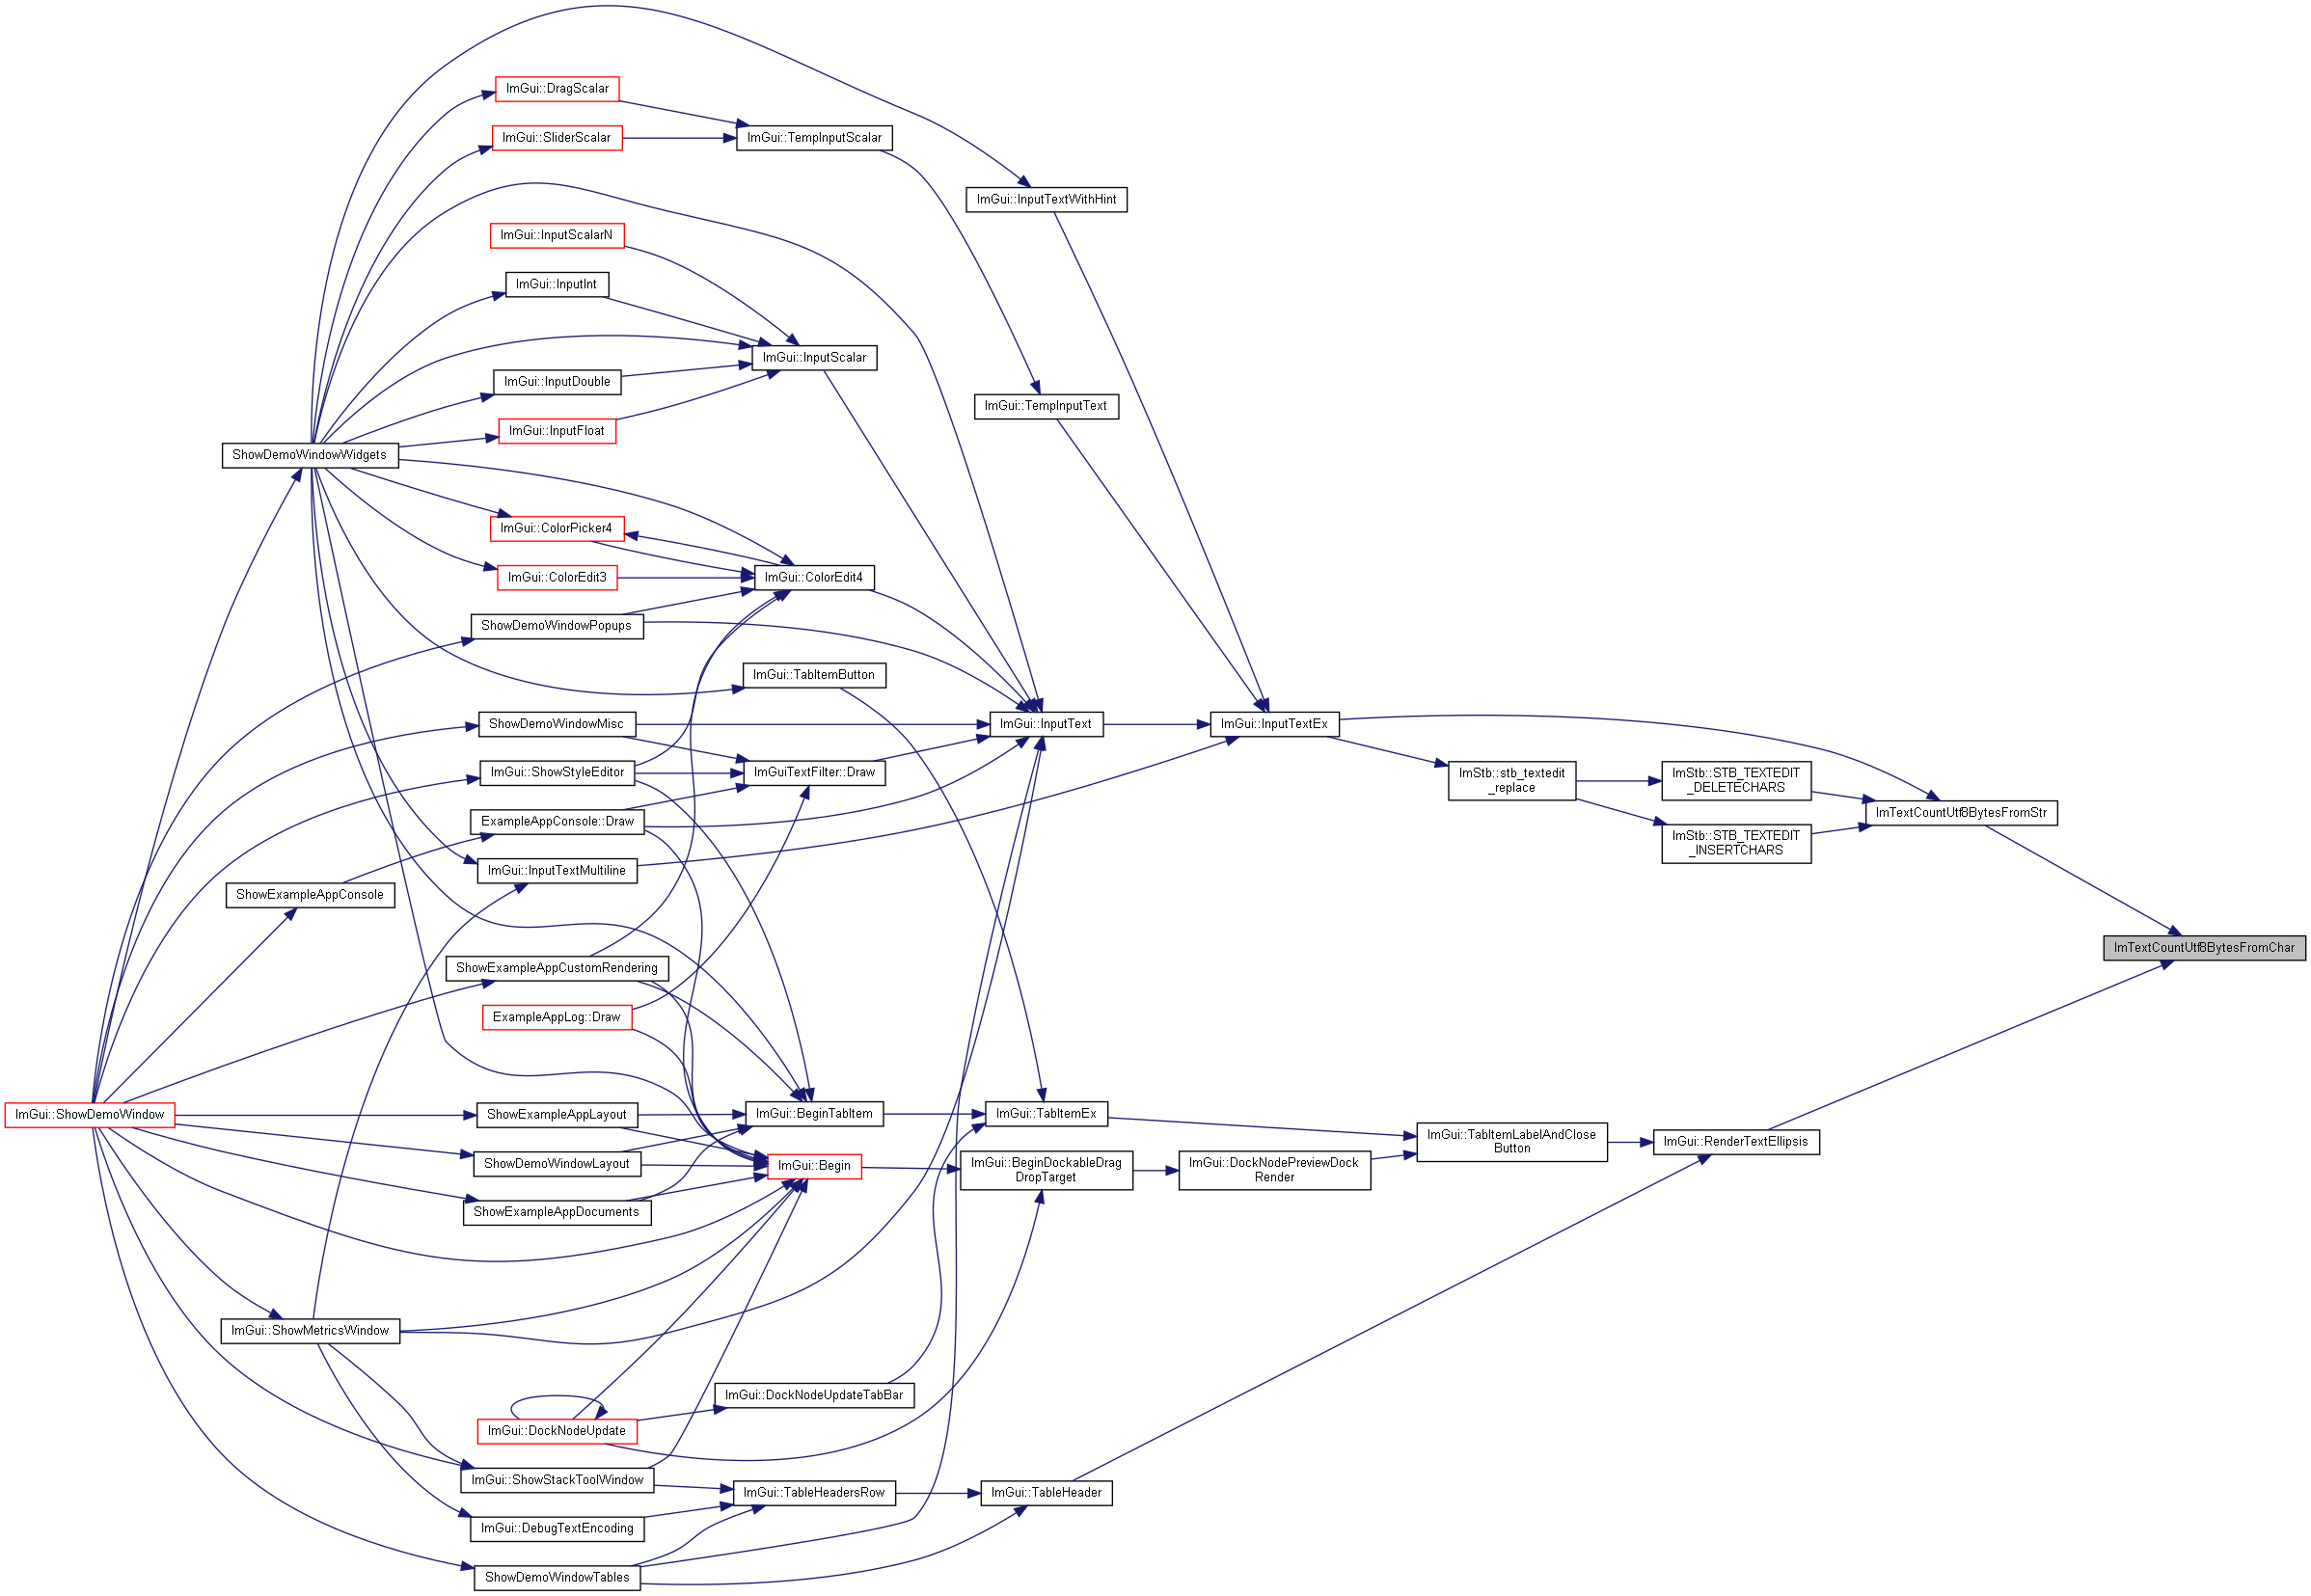 ImGui::DragScalar
ImGui::SliderScalar
ImGui::TempInputScalar
ImGui::InputTextWithHint
ImGui::InputScalarN
ImGui::InputInt
ImGui::InputScalar
ImGui::InputDouble
ImGui::TempInputText
ImGui::InputFloat
ShowDemoWindowWidgets
ImGui::ColorPicker4
ImGui::ColorEdit3
ImGui::ColorEdit4
ShowDemoWindowPopups
ImGui::TabItemButton
ShowDemoWindowMisc
ImGui::InputText
ImGui::InputTextEx
ImGui::ShowStyleEditor
ImGuiTextFilter::Draw
ImStb::stb_textedit
_replace
ImStb::STB_TEXTEDIT
_DELETECHARS
ImTextCountUtf8BytesFromStr
ExampleAppConsole::Draw
ImStb::STB_TEXTEDIT
_INSERTCHARS
ImGui::InputTextMultiline
ShowExampleAppConsole
ImTextCountUtf8BytesFromChar
ShowExampleAppCustomRendering
ExampleAppLog::Draw
ImGui::ShowDemoWindow
ShowExampleAppLayout
ImGui::BeginTabItem
ImGui::TabItemEx
ImGui::TabItemLabelAndClose
Button
ImGui::RenderTextEllipsis
ShowDemoWindowLayout
ImGui::Begin
ImGui::BeginDockableDrag
DropTarget
ImGui::DockNodePreviewDock
Render
ShowExampleAppDocuments
ImGui::ShowMetricsWindow
ImGui::DockNodeUpdateTabBar
ImGui::DockNodeUpdate
ImGui::ShowStackToolWindow
ImGui::TableHeadersRow
ImGui::TableHeader
ImGui::DebugTextEncoding
ShowDemoWindowTables